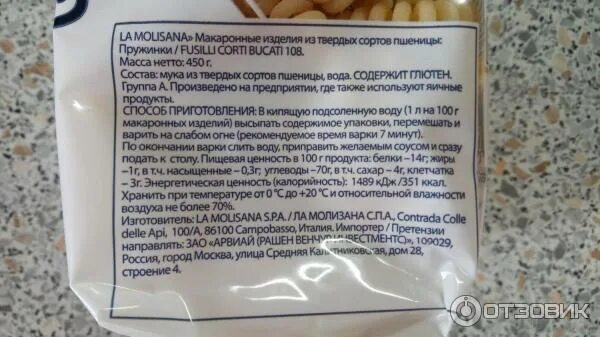 LA MOLISANA» Макаронные изделия из твердых сортов пшеницы:
Пружинки / FUSILLI CORTI BUCATI 108.
Масса нетто: 450 г.
Состав: мука из твердых сортов пшеницы, вода. СОДЕРЖИТ ГЛЮТЕН.
Группа А. Произведено на предприятии, где также используют яичные
продукты.
СПОСОБ ПРИГОТОВЛЕНИЯ: В кипящую подсоленную воду (1 л на 100 г
макаронных изделий) высыпать содержимое упаковки, перемешать и
варить на слабом огне (рекомендуемое время варки 7 минут).
По окончании варки слить воду, приправить желаемым соусом и сразу
подать к столу. Пищевая ценность в 100 г продукта: белки –14г; жиры
–1г, в т.ч. насыщенные – 0,3г; углеводы –70г, в т.ч. сахар – 4г, клетчатка
– 3г. Энергетическая ценность (калорийность): 1489 кДж /351 ккал.
Хранить при температуре от 0 °С до +20 °С и относительной влажности
воздуха не более 70%.
Изготовитель: LA MOLISANA S.P.A. / ЛА МОЛИЗАНА С.П.А., Contrada Colle
delle Api, 100/A, 86100 Campobasso, Италия. Импортер / Претензии
направлять: ЗАО «АРВИАЙ (РАШЕН ВЕНЧУР ИНВЕСТМЕНТС)», 109029,
Россия, город Москва, улица Средняя Калитниковская, дом 28,
строение 4.
ОТЗОВИК